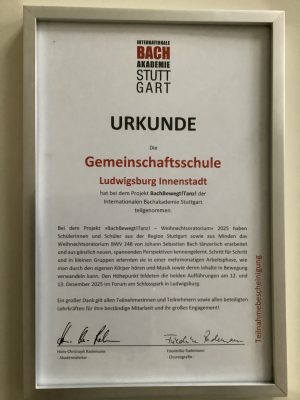 INTERNATIONALE
BACH
AKADEMIE
STUTT
GART
URKUNDE
Die
Gemeinschaftsschule
Ludwigsburg Innenstadt
hat bei dem Projekt BachBewegt!Tanz! der
Internationalen Bachakademie Stuttgart
teilgenommen.
Bei dem Projekt »BachBewegt!Tanz! – Weihnachtsoratorium« 2025 haben
Schülerinnen und Schüler aus der Region Stuttgart sowie aus Minden das
Weihnachtsoratorium BWV 248 von Johann Sebastian Bach tänzerisch erarbeitet
und aus gänzlich neuen, spannenden Perspektiven kennengelernt. Schritt für Schritt
und in kleinen Gruppen erlernten sie in einer mehrmonatigen Arbeitsphase, wie
man durch den eigenen Körper hören und Musik sowie deren Inhalte in Bewegung
verwandeln kann. Den Höhepunkt bildeten die beiden Aufführungen am 12. und
13. Dezember 2025 im Forum am Schlosspark in Ludwigsburg.
Ein großer Dank gilt allen Teilnehmerinnen und Teilnehmern sowie allen beteiligten
Lehrkräften für ihre beständige Mitarbeit und ihr großes Engagement!
Hans-Christoph Rademann
- Akademieleiter -
Friederike Rademann
- Choreografin -
Teilnahmebescheinigung